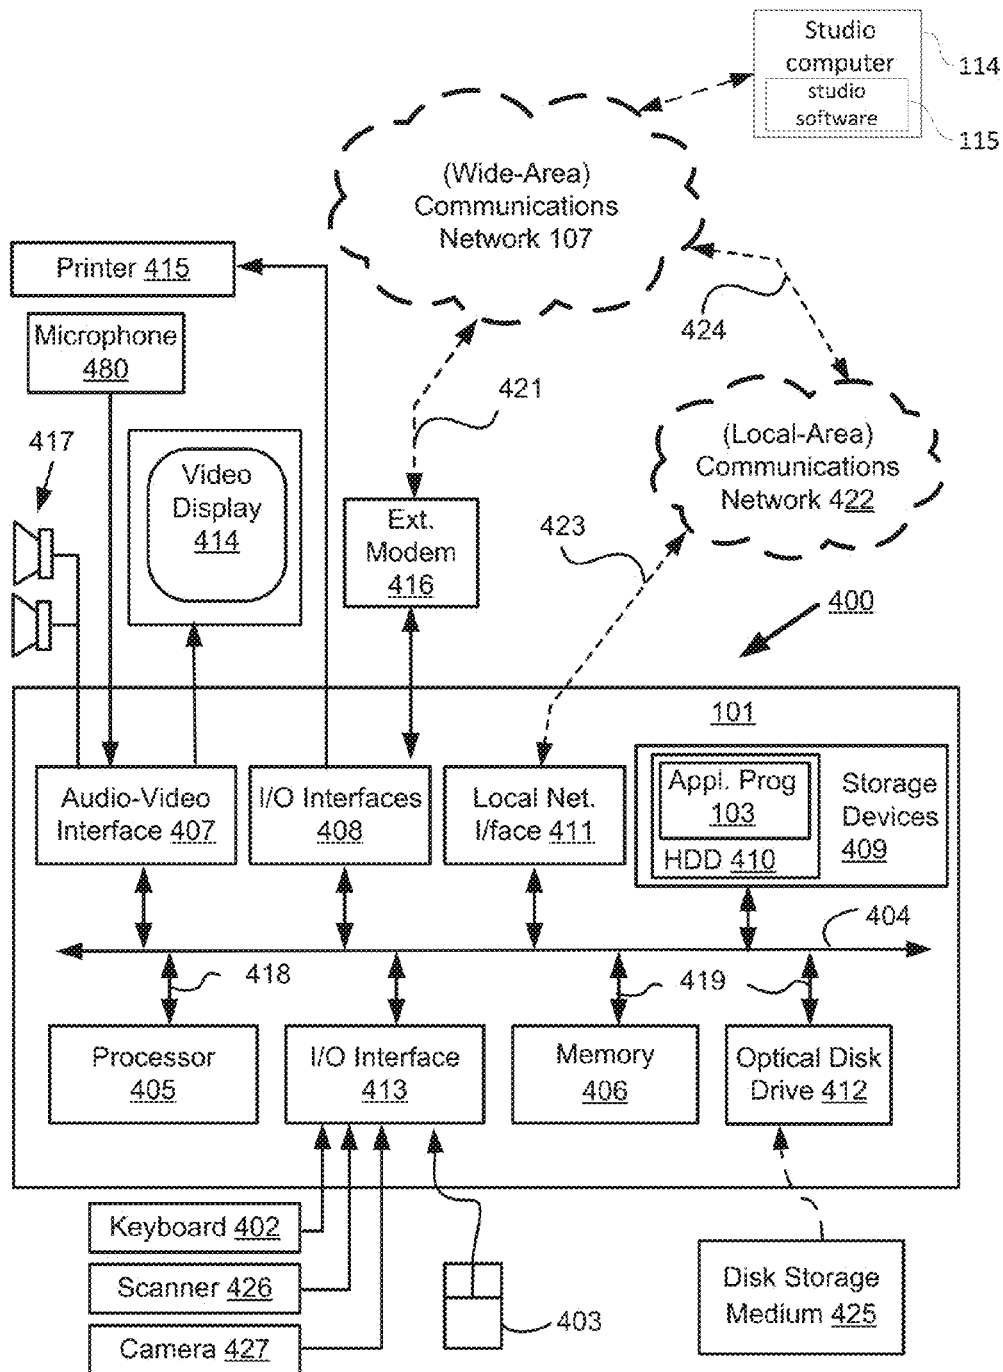 Studio
computer
114
studio
software
115
(Wide-Area)
Communications
Network 107
Printer 415
424
Microphone
480
421
417
(Local-Area)
Communications
Network 422
Video
Display
414
Ext.
Modem
416
423
400
101
Audio-Video
Interface 407
I/O Interfaces
408
Local Net.
I/face 411
Appl. Prog
103
HDD 410
Storage
Devices
409
404
418
419
Processor
405
I/O Interface
413
Memory
406
Optical Disk
Drive 412
Keyboard 402
Scanner 426
Camera 427
403
Disk Storage
Medium 425